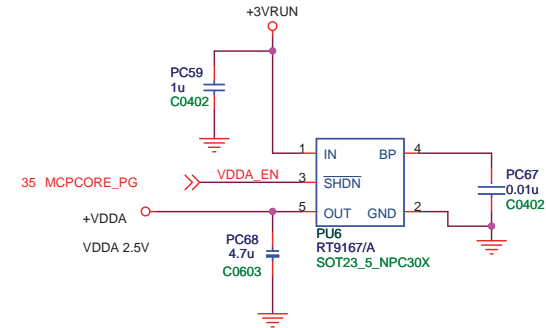 +3VRUN
PC59
1u
C0402
1 IN BP 4
35 MCPCORE_PG VDDA_EN 3 SHDN
PC67
0.01u
C0402
+VDDA 5 OUT GND 2
VDDA 2.5V
PC68
4.7u
C0603
PU6
RT9167/A
SOT23_5_NPC30X